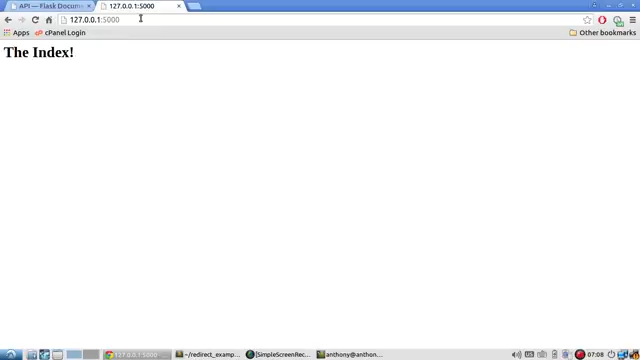 API — Flask Docume
127.0.0.1:5000
127.0.0.1:5000
Apps
cPanel Login
Other bookmarks
The Index!
127.0.0.1:5000
~/redirect_examp...
[SimpleScreenRec...
anthony@anthon...
07:08